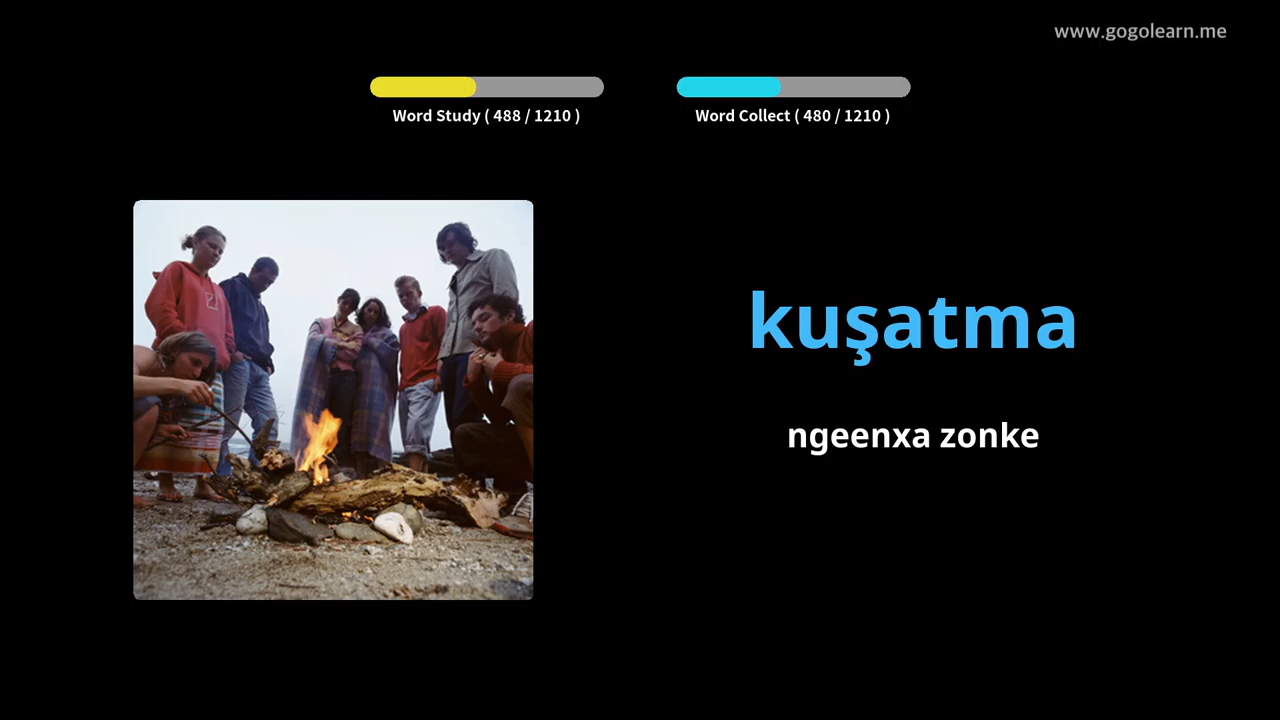 www.gogolearn.me
Word Study ( 488 / 1210 )
Word Collect ( 480 / 1210 )
kuşatma
ngeenxa zonke